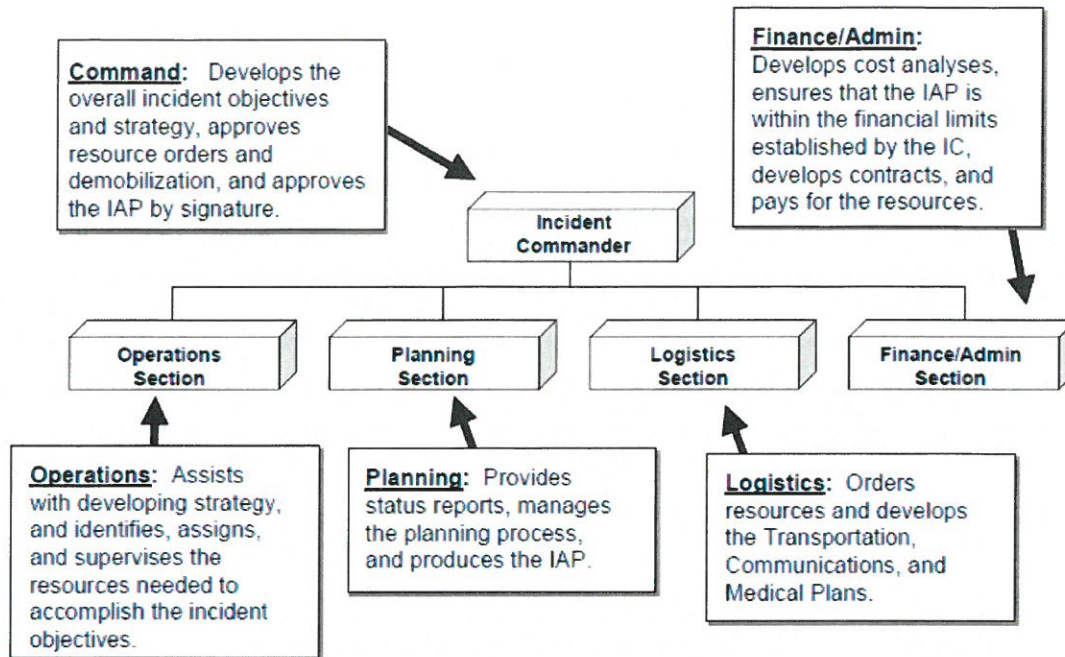 Command: Develops the
overall incident objectives
and strategy, approves
resource orders and
demobilization, and approves
the IAP by signature.
Finance/Admin:
Develops cost analyses,
ensures that the IAP is
within the financial limits
established by the IC,
develops contracts, and
pays for the resources.
Incident
Commander
Operations
Section
Planning
Section
Logistics
Section
Finance/Admin
Section
Operations: Assists
with developing strategy,
and identifies, assigns,
and supervises the
resources needed to
accomplish the incident
objectives.
Planning: Provides
status reports, manages
the planning process,
and produces the IAP.
Logistics: Orders
resources and develops
the Transportation,
Communications, and
Medical Plans.